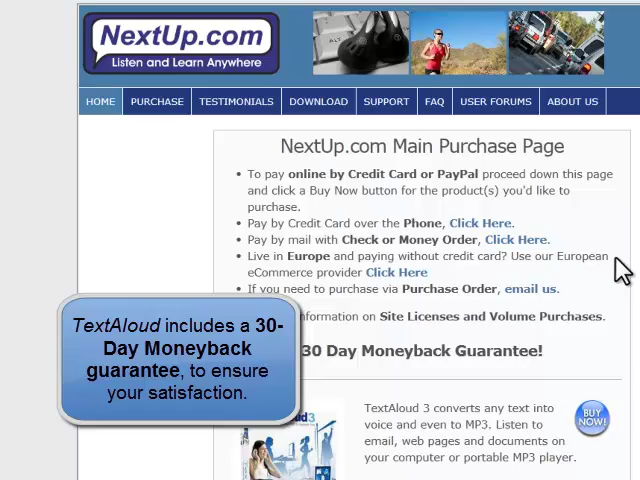 NextUp.com
Listen and Learn Anywhere
HOME PURCHASE TESTIMONIALS DOWNLOAD SUPPORT FAQ USER FORUMS ABOUT US
NextUp.com Main Purchase Page
• To pay online by Credit Card or PayPal proceed down this page
and click a Buy Now button for the product(s) you'd like to
purchase.
• Pay by Credit Card over the Phone, Click Here.
• Pay by mail with Check or Money Order, Click Here.
• Live in Europe and paying without credit card? Use our European
eCommerce provider Click Here
• If you need to purchase via Purchase Order, email us.
information on Site Licenses and Volume Purchases.
30 Day Moneyback Guarantee!
TextAloud includes a 30-
Day Moneyback
guarantee, to ensure
your satisfaction.
TextAloud 3 converts any text into
voice and even to MP3. Listen to
email, web pages and documents on
your computer or portable MP3 player.
BUY
NOW!